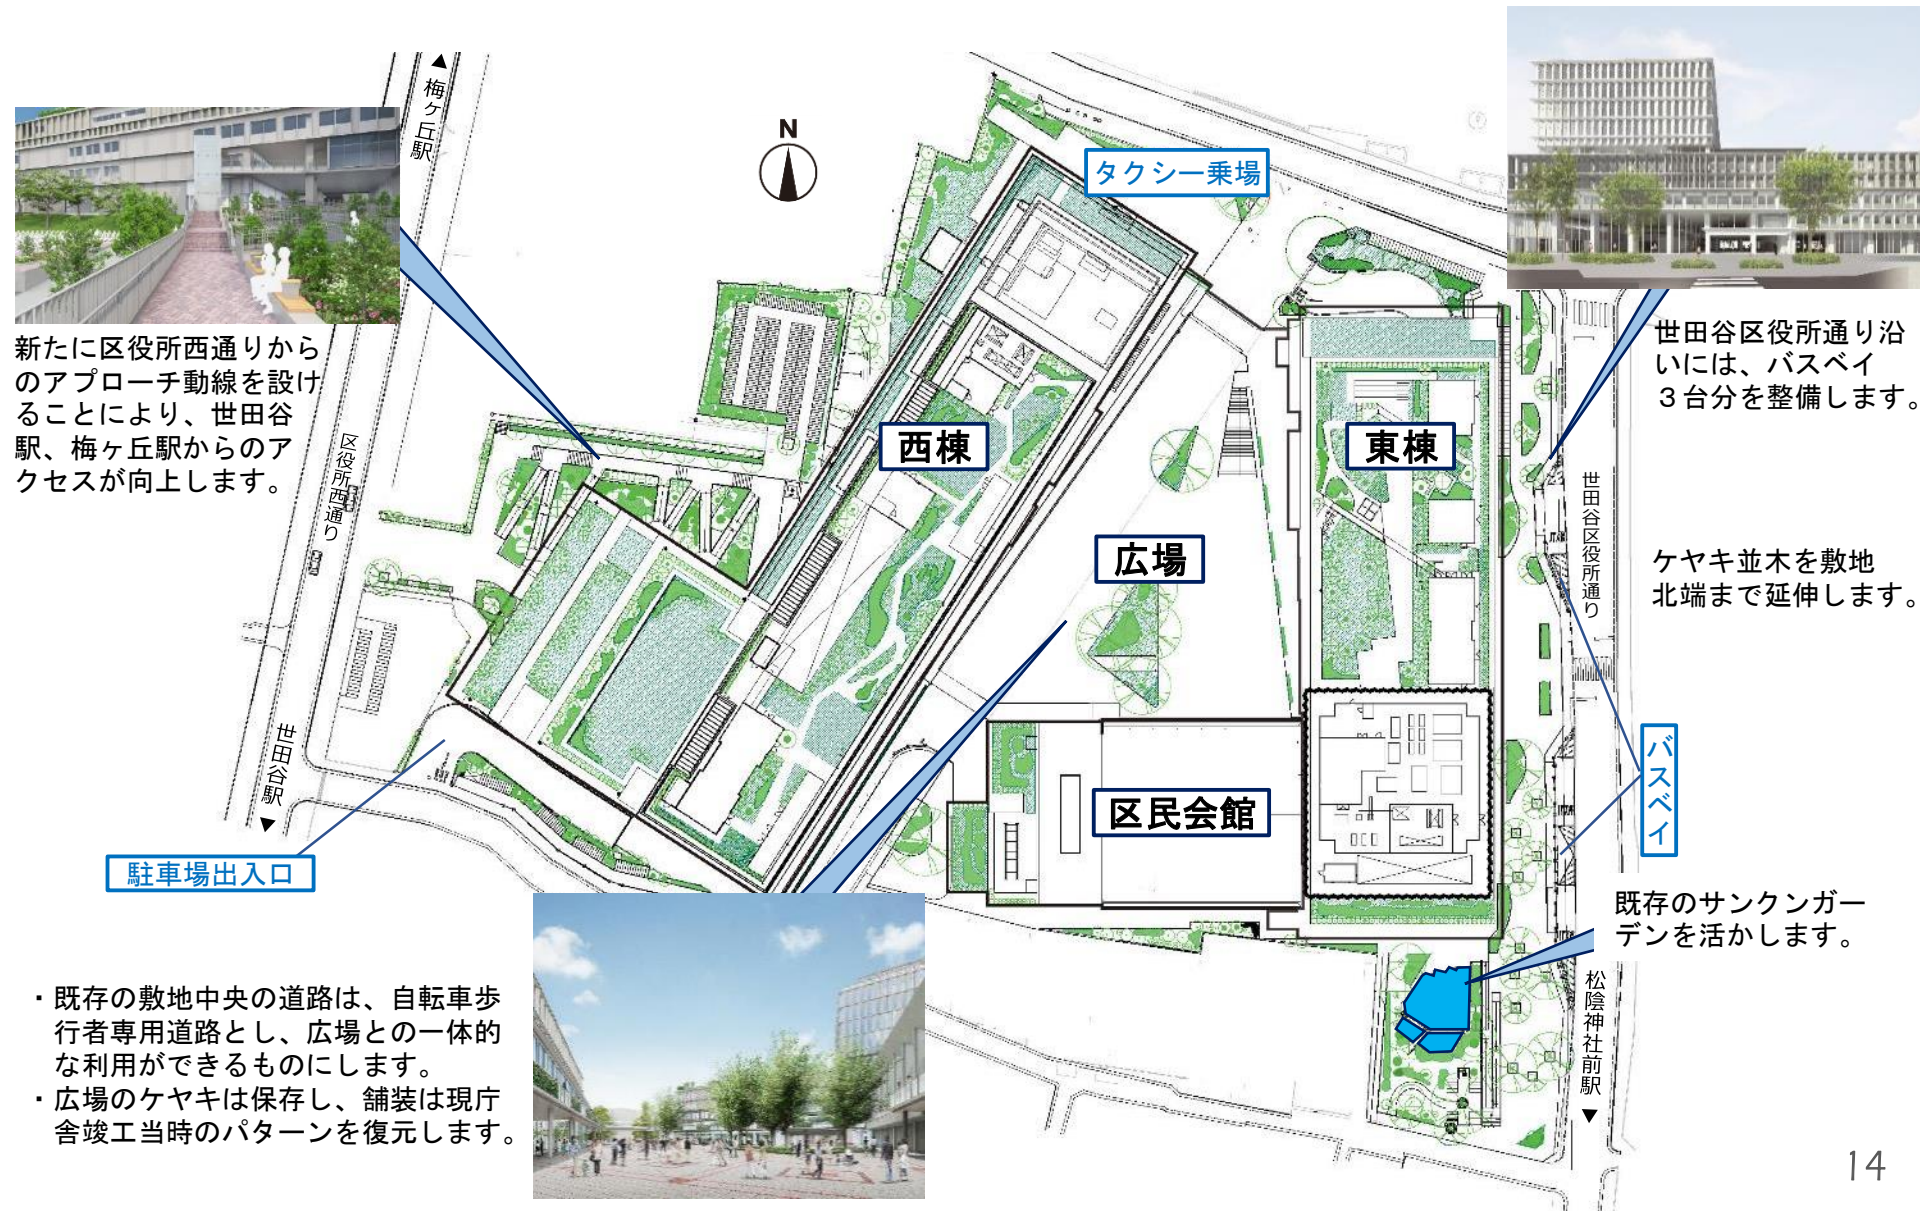 ▲ 梅ヶ丘駅
N
タクシー乗場
新たに区役所西通りから
のアプローチ動線を設け
ることにより、世田谷
駅、梅ヶ丘駅からのア
クセスが向上します。
世田谷区役所通り沿
いには、バスベイ
３台分を整備します。
区役所西通り
西棟
東棟
広場
世田谷区役所通り
ケヤキ並木を敷地
北端まで延伸します。
世田谷駅 ▼
バスベイ
区民会館
駐車場出入口
既存のサンクンガー
デンを活かします。
松陰神社前駅 ▼
・既存の敷地中央の道路は、自転車歩
行者専用道路とし、広場との一体的
な利用ができるものにします。
・広場のケヤキは保存し、舗装は現庁
舎竣工当時のパターンを復元します。
14